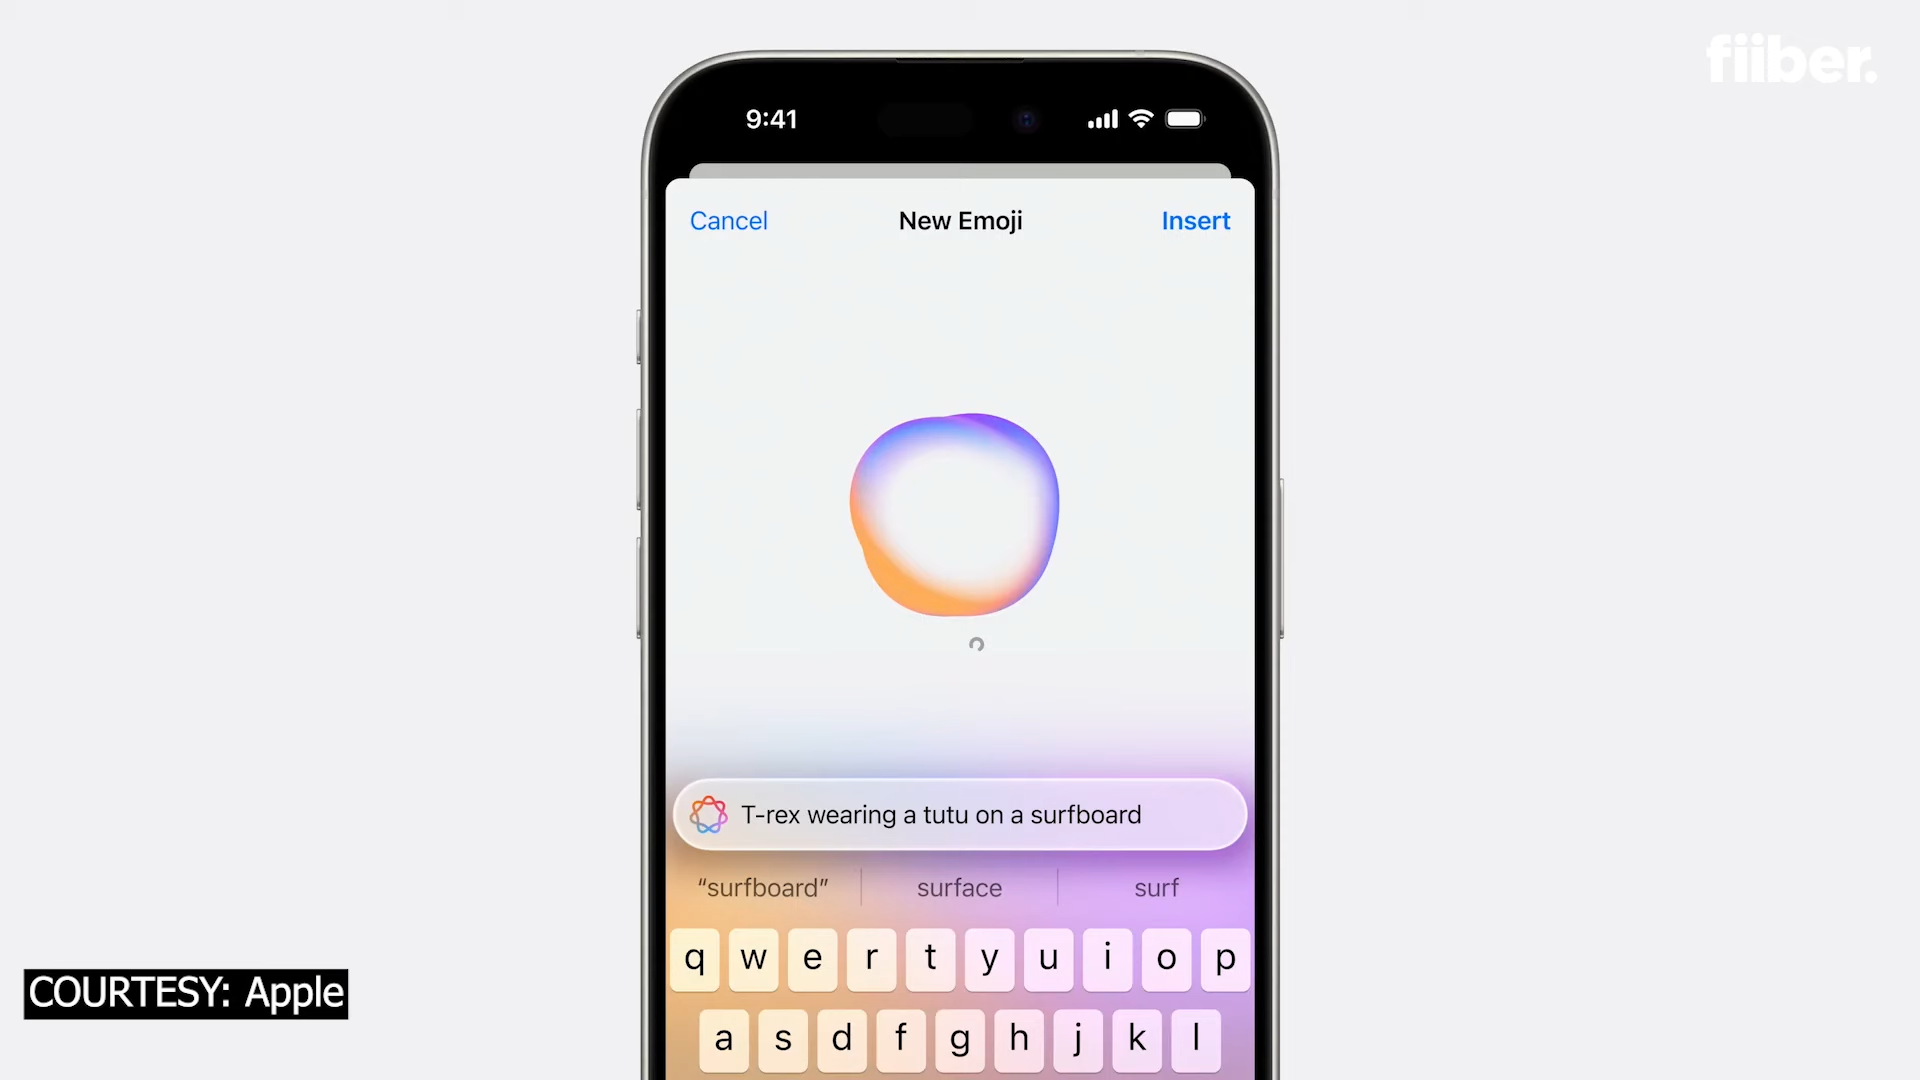 fiiber.
9:41
Cancel New Emoji Insert
T-rex wearing a tutu on a surfboard
“surfboard” surface surf
q w e r t y u i o p
a s d f g h j k l
COURTESY: Apple